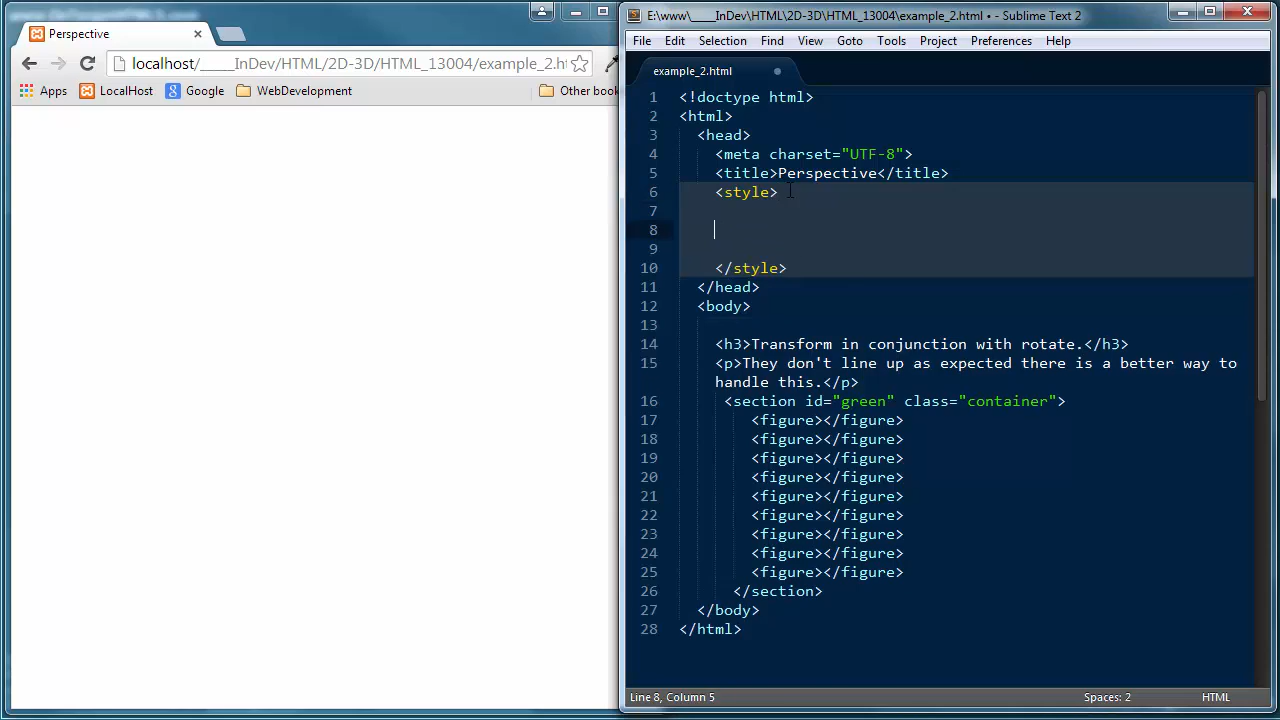 Perspective
localhost/_____InDev/HTML/2D-3D/HTML_13004/example_2.h
Apps LocalHost Google WebDevelopment Other book
E:\www\____InDev\HTML\2D-3D\HTML_13004\example_2.html • - Sublime Text 2
File Edit Selection Find View Goto Tools Project Preferences Help
example_2.html
1 <!doctype html>
2 <html>
3 <head>
4 <meta charset="UTF-8">
5 <title>Perspective</title>
6 <style>
7
8
9
10 </style>
11 </head>
12 <body>
13
14 <h3>Transform in conjunction with rotate.</h3>
15 <p>They don't line up as expected there is a better way to
handle this.</p>
16 <section id="green" class="container">
17 <figure></figure>
18 <figure></figure>
19 <figure></figure>
20 <figure></figure>
21 <figure></figure>
22 <figure></figure>
23 <figure></figure>
24 <figure></figure>
25 <figure></figure>
26 </section>
27 </body>
28 </html>
Line 8, Column 5 Spaces: 2 HTML